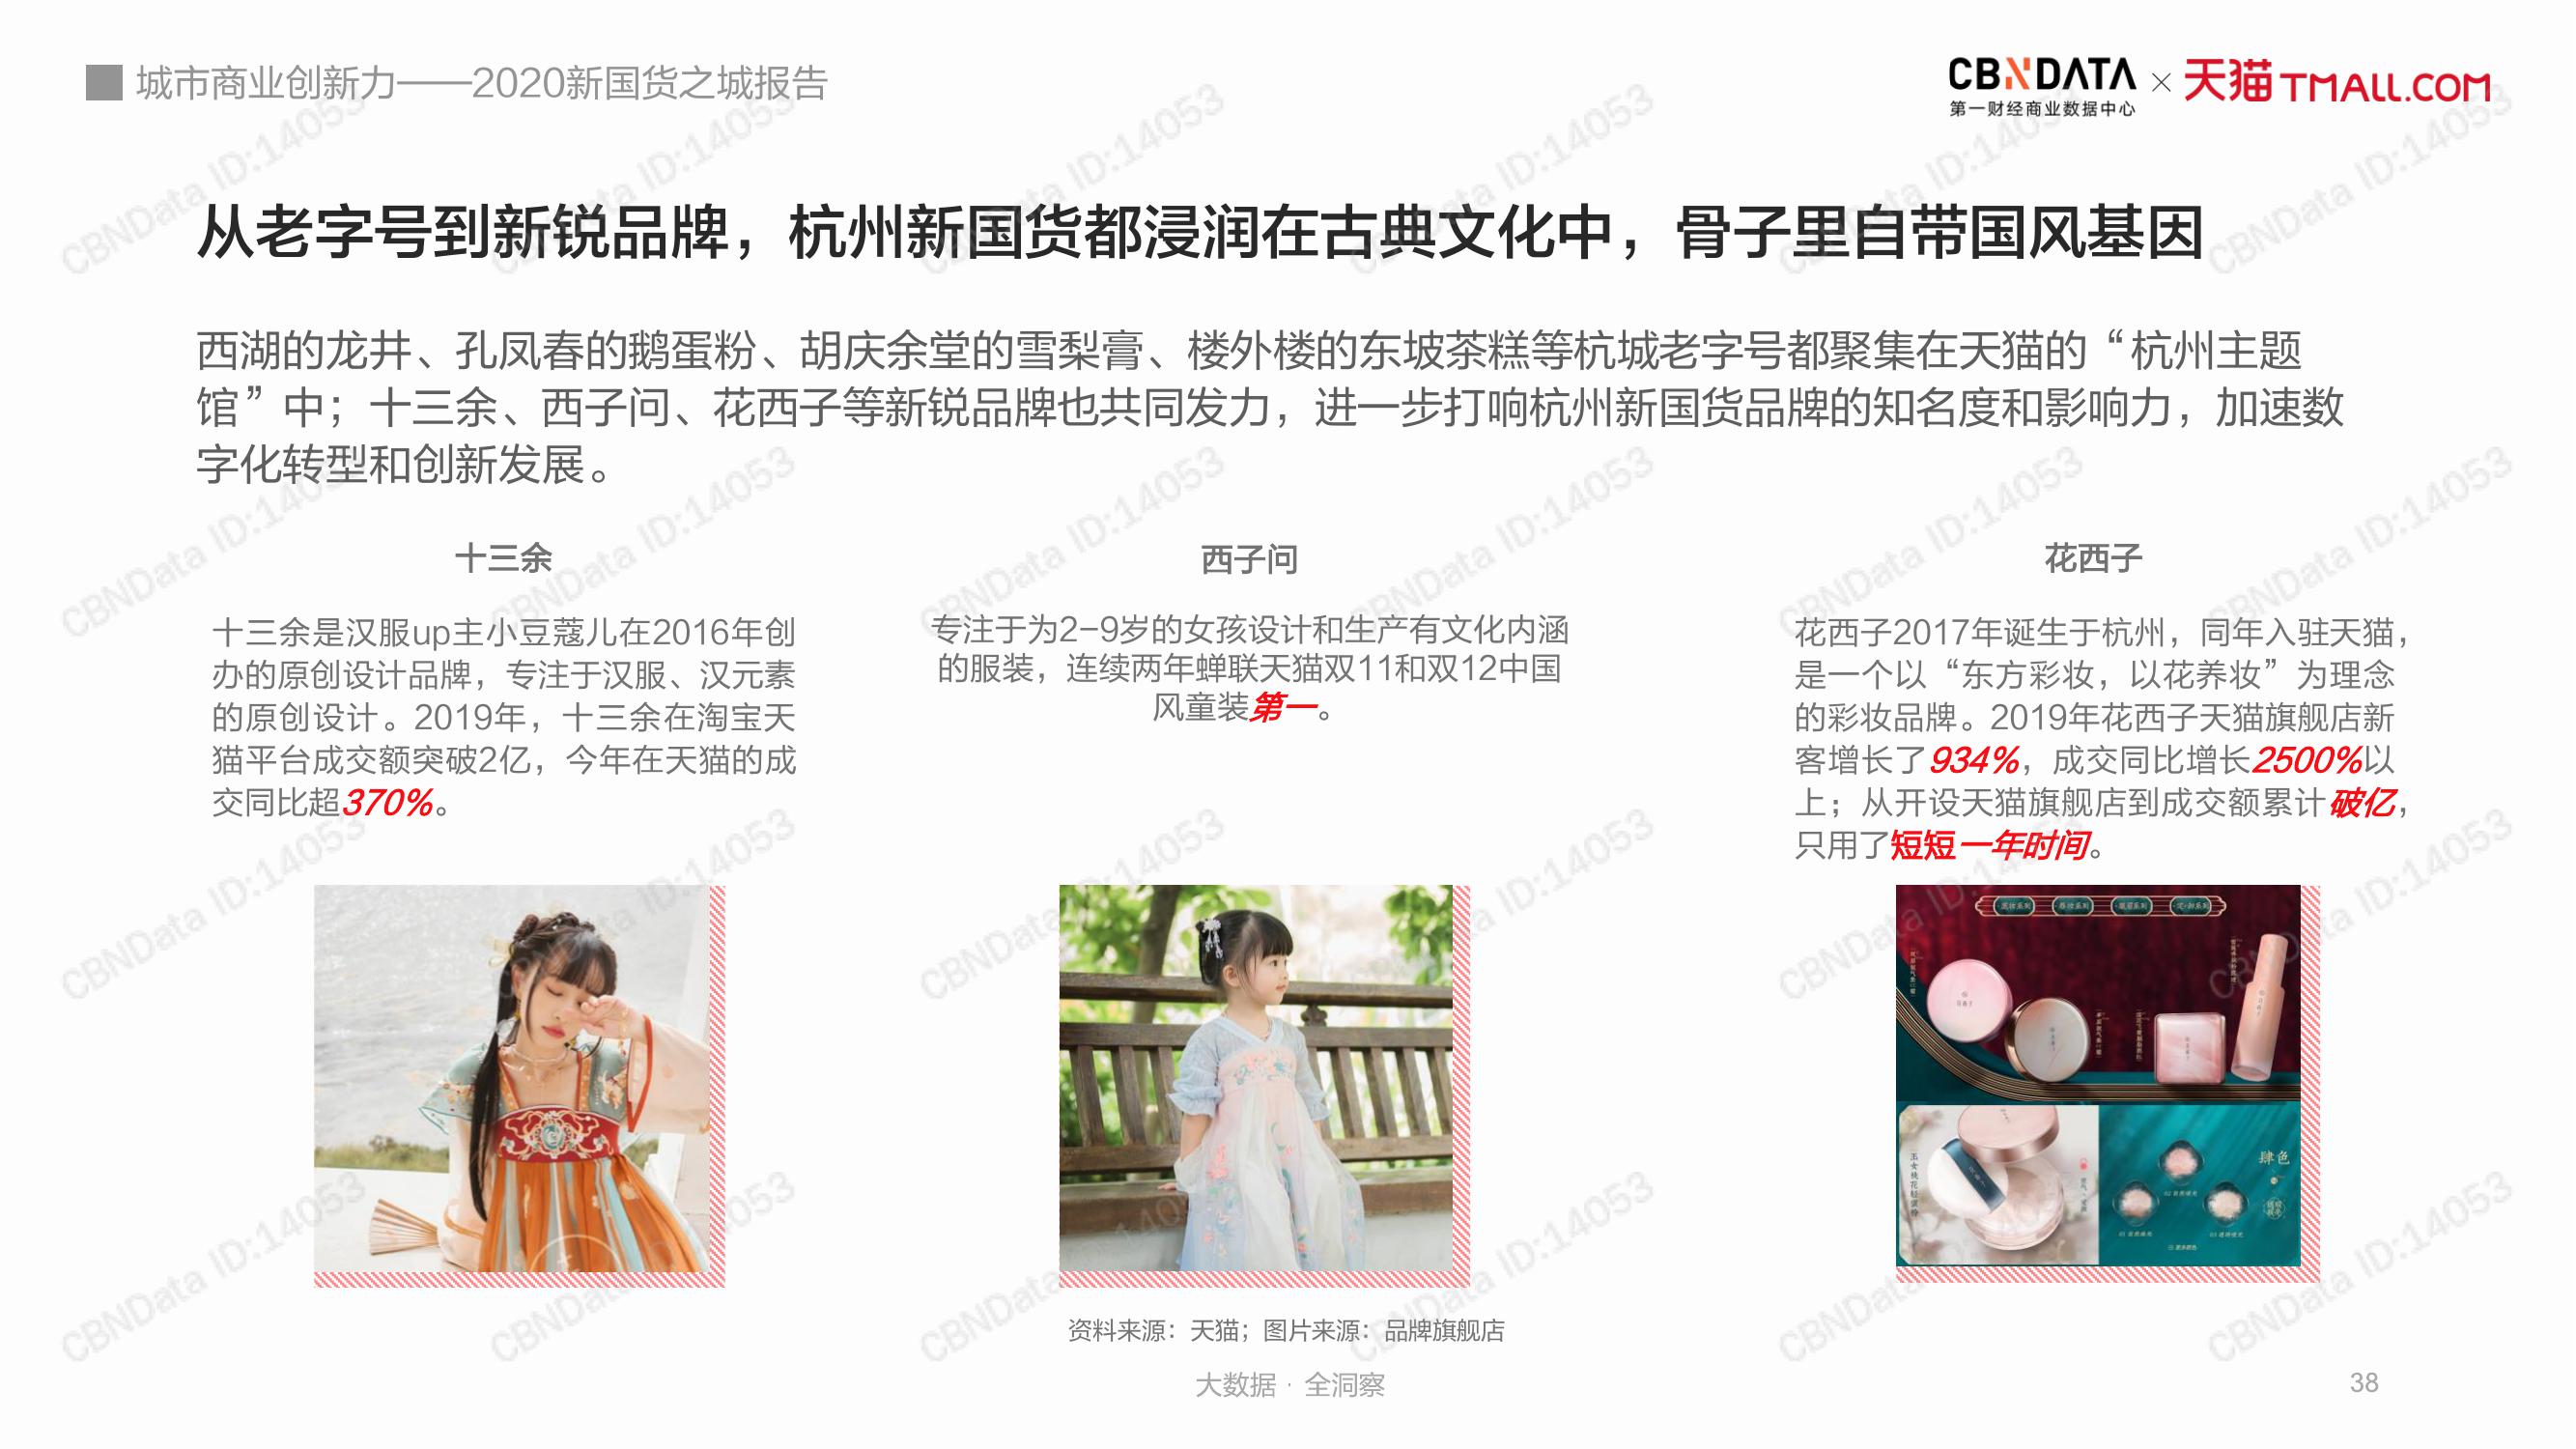 城市商业创新力——2020新国货之城报告
CBNDATA × 天猫 TMALL.COM
第一财经商业数据中心
从老字号到新锐品牌，杭州新国货都浸润在古典文化中，骨子里自带国风基因
西湖的龙井、孔凤春的鹅蛋粉、胡庆余堂的雪梨膏、楼外楼的东坡茶糕等杭城老字号都聚集在天猫的“杭州主题
馆”中；十三余、西子问、花西子等新锐品牌也共同发力，进一步打响杭州新国货品牌的知名度和影响力，加速数
字化转型和创新发展。
十三余
十三余是汉服up主小豆蔻儿在2016年创
办的原创设计品牌，专注于汉服、汉元素
的原创设计。2019年，十三余在淘宝天
猫平台成交额突破2亿，今年在天猫的成
交同比超370%。
西子问
专注于为2-9岁的女孩设计和生产有文化内涵
的服装，连续两年蝉联天猫双11和双12中国
风童装第一。
花西子
花西子2017年诞生于杭州，同年入驻天猫，
是一个以“东方彩妆，以花养妆”为理念
的彩妆品牌。2019年花西子天猫旗舰店新
客增长了934%，成交同比增长2500%以
上；从开设天猫旗舰店到成交额累计破亿，
只用了短短一年时间。
肆色
资料来源：天猫；图片来源：品牌旗舰店
大数据 · 全洞察
38
CBNData ID:14053